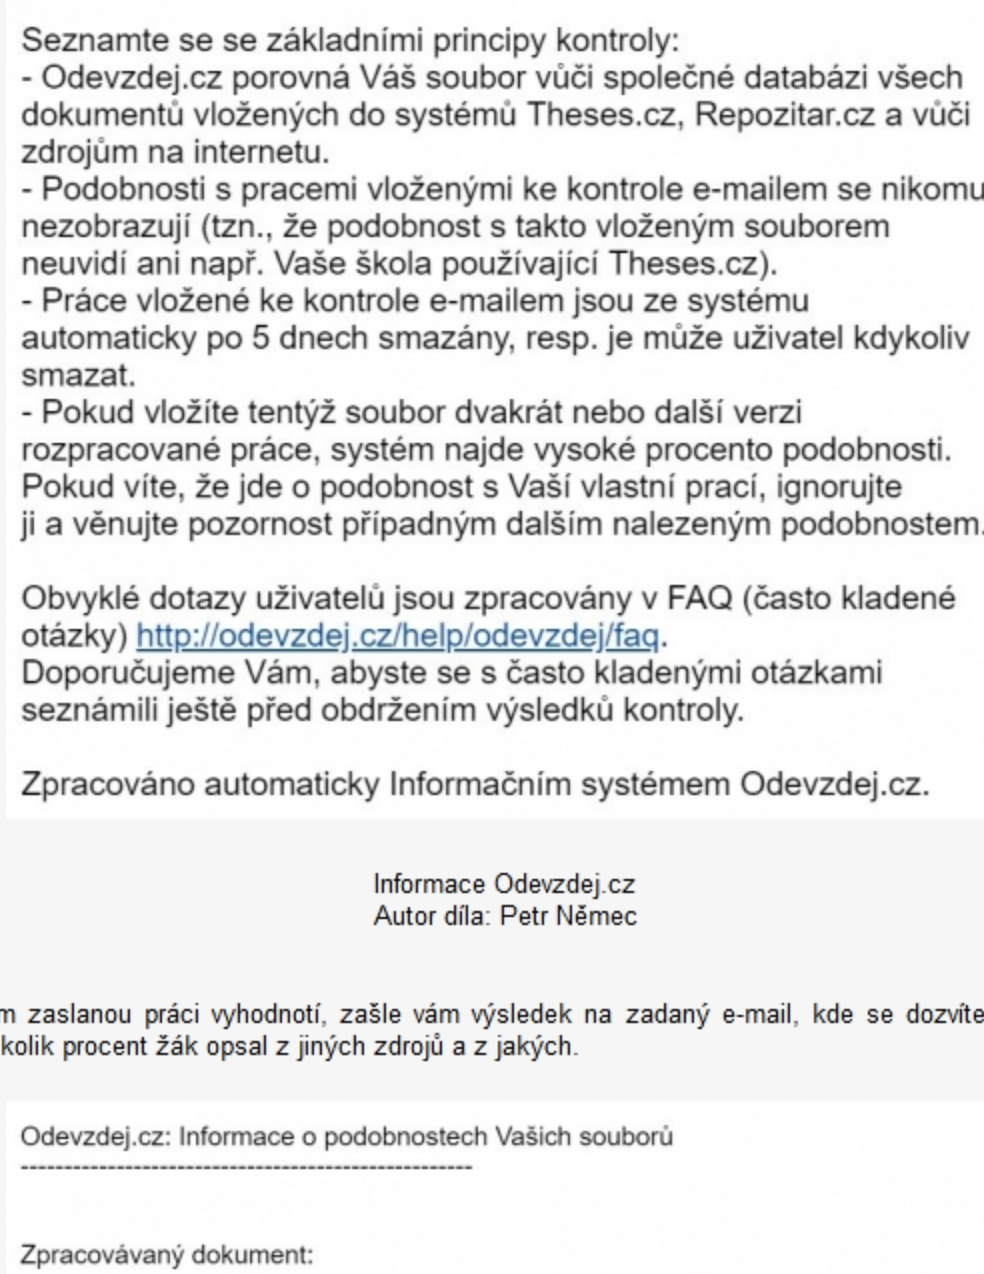 Seznamte se se základními principy kontroly:
- Odevzdej.cz porovná Váš soubor vůči společné databázi všech
dokumentů vložených do systémů Theses.cz, Repozitar.cz a vůči
zdrojům na internetu.
- Podobnosti s pracemi vloženými ke kontrole e-mailem se nikomu
nezobrazují (tzn., že podobnost s takto vloženým souborem
neuvidí ani např. Vaše škola používající Theses.cz).
- Práce vložené ke kontrole e-mailem jsou ze systému
automaticky po 5 dnech smazány, resp. je může uživatel kdykoliv
smazat.
- Pokud vložíte tentýž soubor dvakrát nebo další verzi
rozpracované práce, systém najde vysoké procento podobnosti.
Pokud víte, že jde o podobnost s Vaší vlastní prací, ignorujte
ji a věnujte pozornost případným dalším nalezeným podobnostem.
Obvyklé dotazy uživatelů jsou zpracovány v FAQ (často kladené
otázky) http://odevzdej.cz/help/odevzdej/faq.
Doporučujeme Vám, abyste se s často kladenými otázkami
seznámili ještě před obdržením výsledků kontroly.
Zpracováno automaticky Informačním systémem Odevzdej.cz.
Informace Odevzdej.cz
Autor díla: Petr Němec
m zaslanou práci vyhodnotí, zašle vám výsledek na zadaný e-mail, kde se dozvíte
kolik procent žák opsal z jiných zdrojů a z jakých.
Odevzdej.cz: Informace o podobnostech Vašich souborů
----------------------------------------------------
Zpracovávaný dokument: